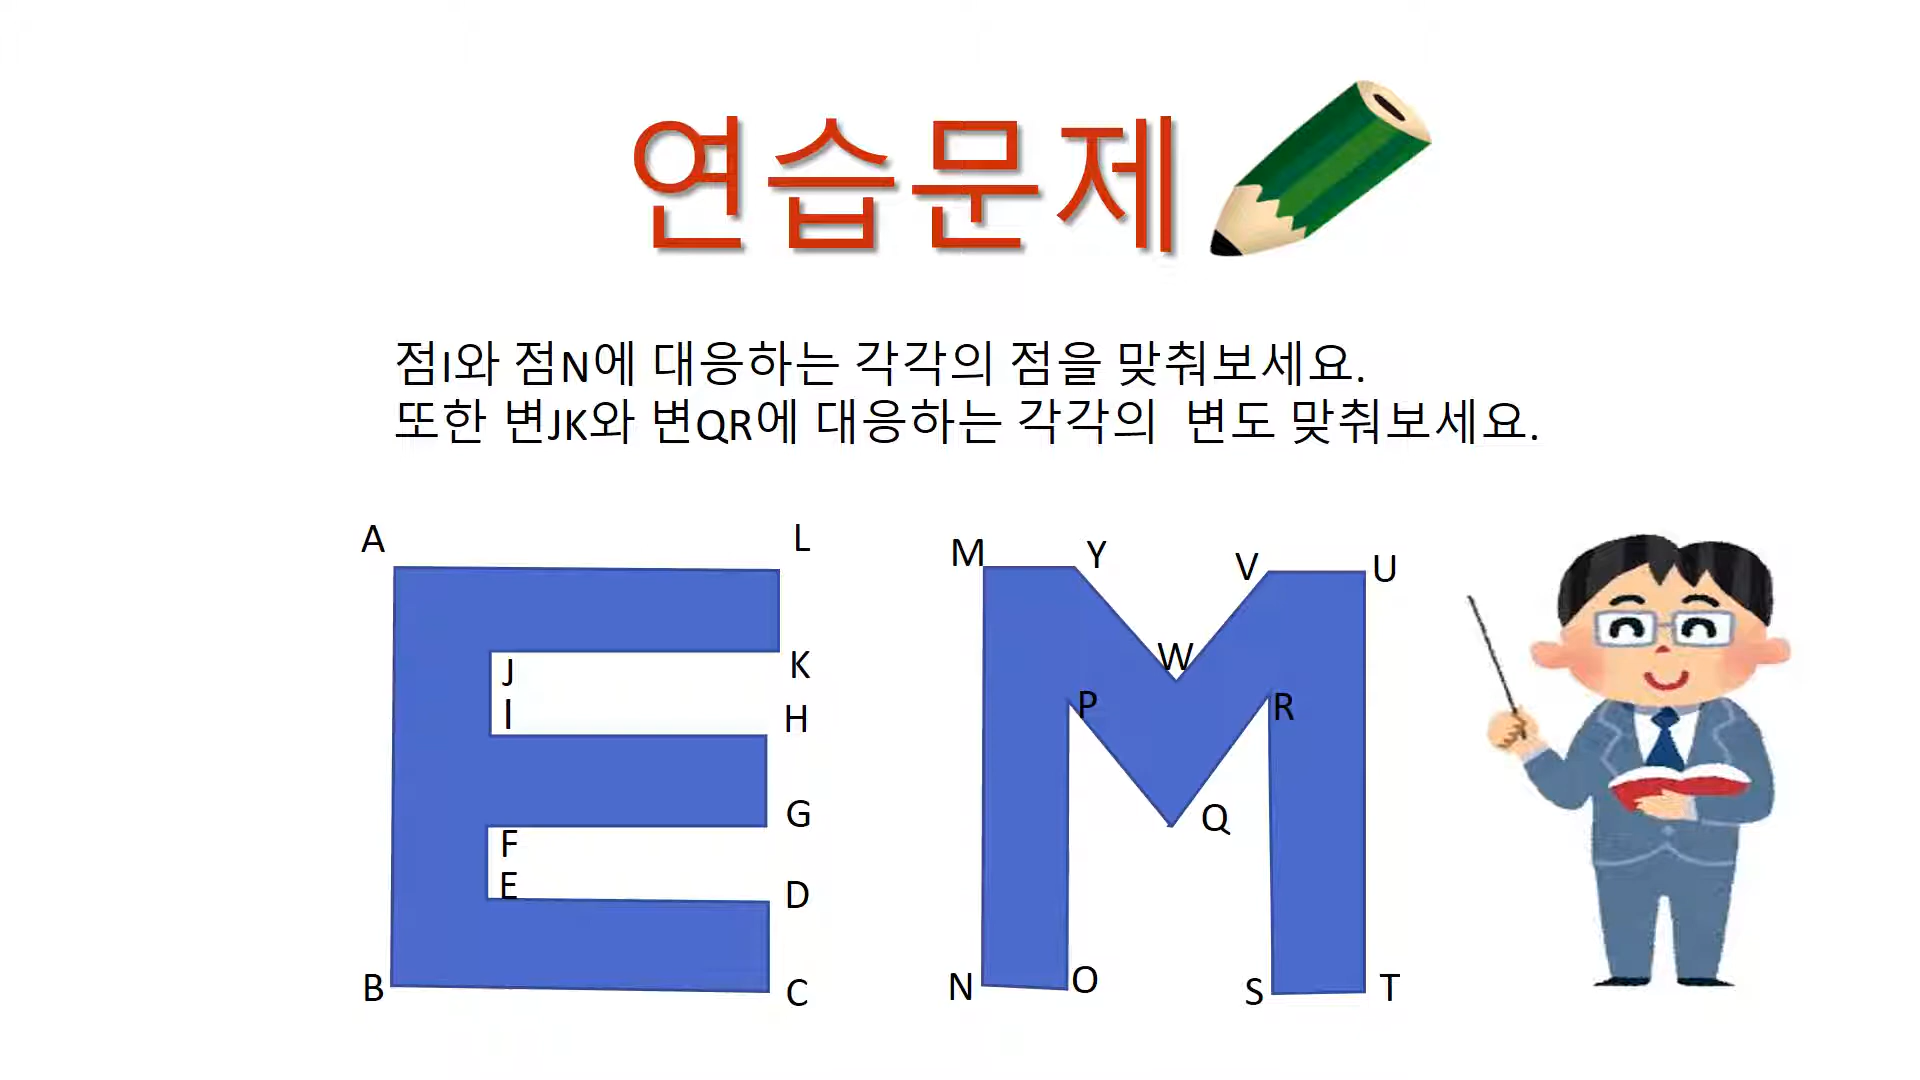 연습문제
점I와 점N에 대응하는 각각의 점을 맞춰보세요.
또한 변JK와 변QR에 대응하는 각각의 변도 맞춰보세요.
A
L
J
K
I
H
G
F
E
D
B
C
M
Y
V
U
W
P
R
Q
N
O
S
T